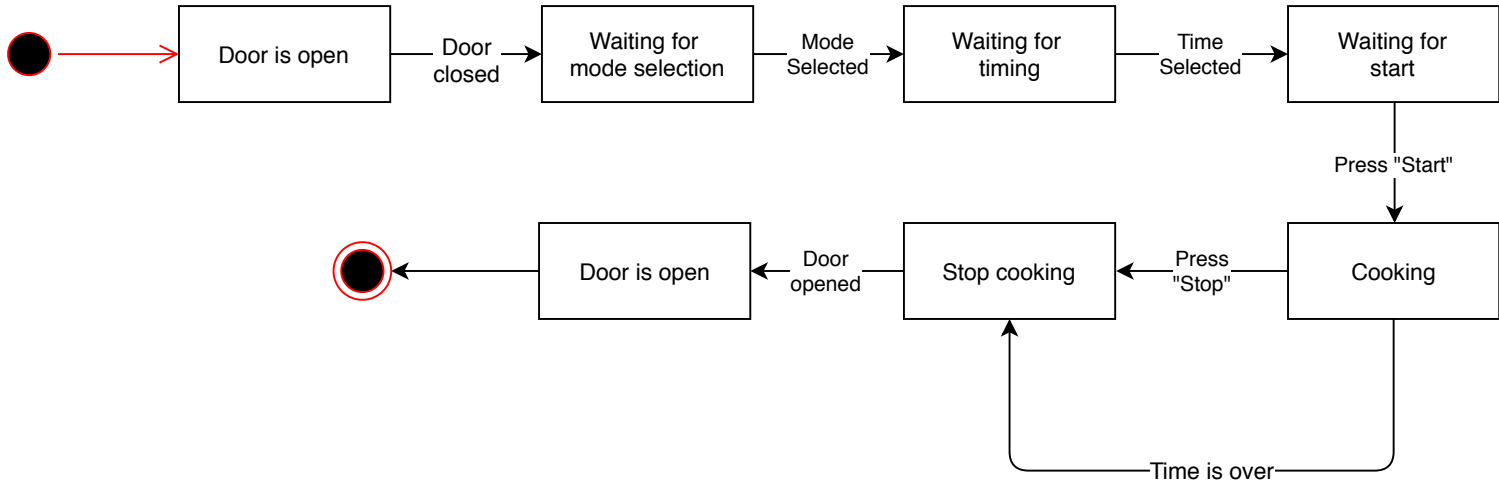 Door is open
Door
closed
Waiting for
mode selection
Mode
Selected
Waiting for
timing
Time
Selected
Waiting for
start
Press "Start"
Cooking
Press
"Stop"
Stop cooking
Door
opened
Door is open
Time is over